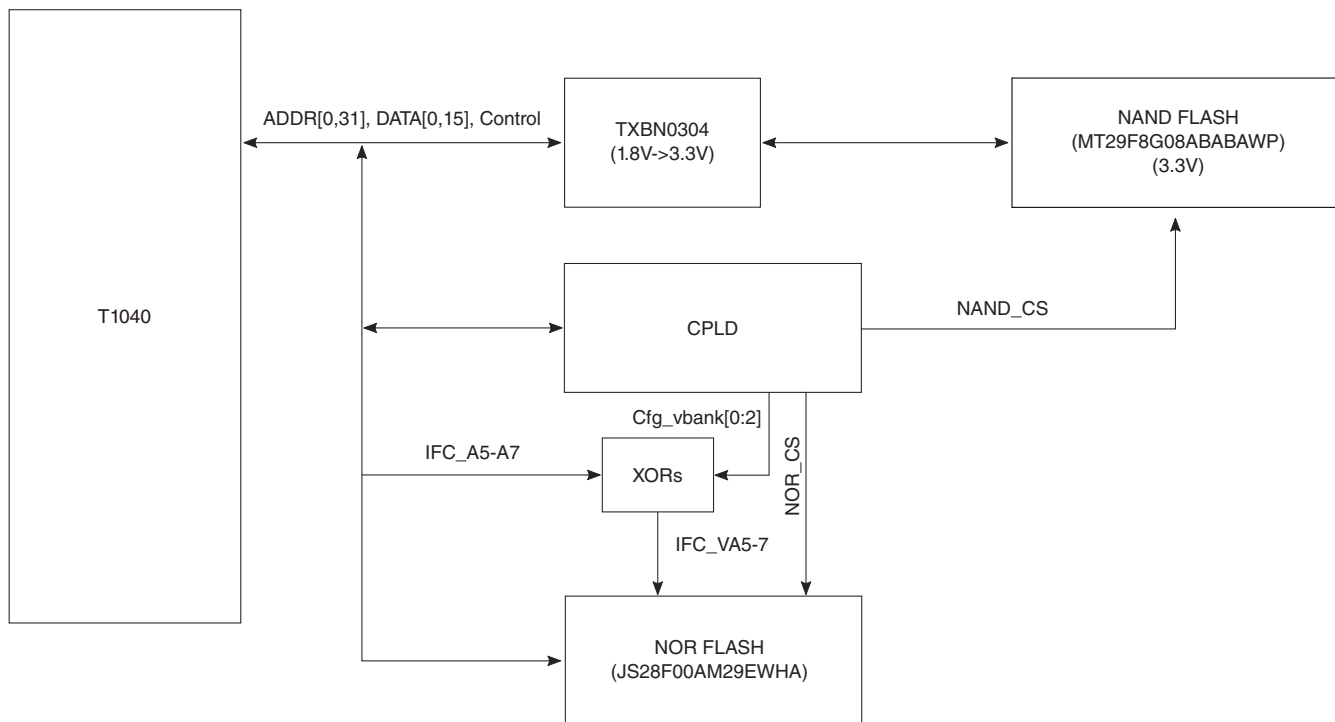 ADDR[0,31], DATA[0,15], Control
TXBN0304
(1.8V->3.3V)
NAND FLASH
(MT29F8G08ABABAWP)
(3.3V)
T1040
CPLD
NAND_CS
Cfg_vbank[0:2]
IFC_A5-A7
XORs
NOR_CS
IFC_VA5-7
NOR FLASH
(JS28F00AM29EWHA)